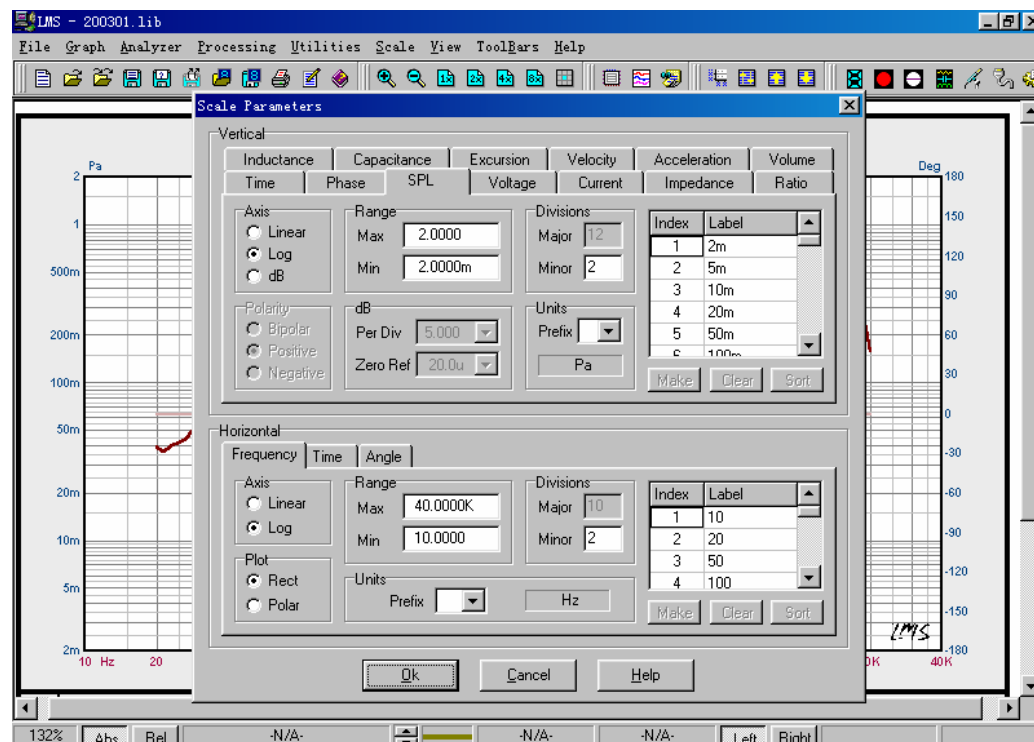 LMS - 200301.lib
File Graph Analyzer Processing Utilities Scale View ToolBars Help
1x 2x 4x 8x
Scale Parameters
Vertical
Inductance Capacitance Excursion Velocity Acceleration Volume
Time Phase SPL Voltage Current Impedance Ratio
Axis
Linear
Log
dB
Range
Max 2.0000
Min 2.0000m
Divisions
Major 12
Minor 2
Index Label
1 2m
2 5m
3 10m
4 20m
5 50m
6 100m
Polarity
Bipolar
Positive
Negative
dB
Per Div 5.000
Zero Ref 20.0u
Units
Prefix
Pa
Make Clear Sort
Horizontal
Frequency Time Angle
Axis
Linear
Log
Range
Max 40.0000K
Min 10.0000
Divisions
Major 10
Minor 2
Index Label
1 10
2 20
3 50
4 100
Plot
Rect
Polar
Units
Prefix
Hz
Make Clear Sort
Ok Cancel Help
Pa
2
1
500m
200m
100m
50m
20m
10m
5m
2m
10 Hz 20
Deg
180
150
120
90
60
30
0
-30
-60
-90
-120
-150
-180
LMS
0K 40K
132% Abs Rel -N/A- -N/A- -N/A- Left Right